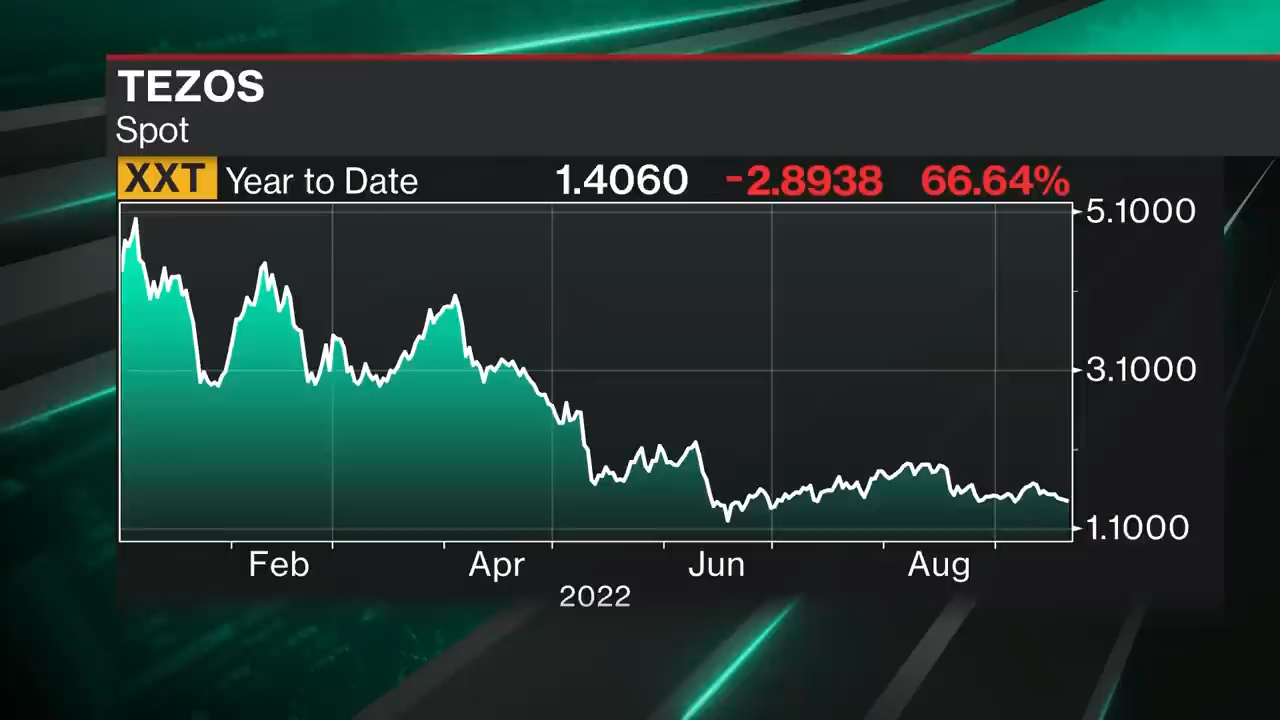 TEZOS
Spot
XXT Year to Date 1.4060 -2.8938 66.64%
5.1000
3.1000
1.1000
Feb Apr Jun Aug
2022